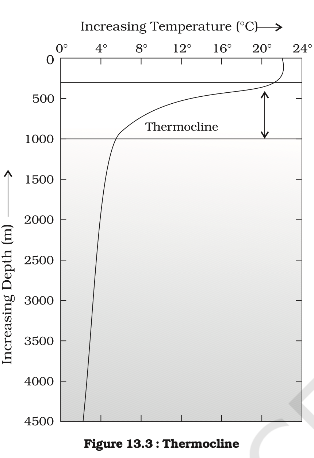 Increasing Temperature (°C)
0° 4° 8° 12° 16° 20° 24°
0
500
Thermocline
1000
1500
2000
2500
3000
3500
4000
4500
Increasing Depth (m)
Figure 13.3 : Thermocline